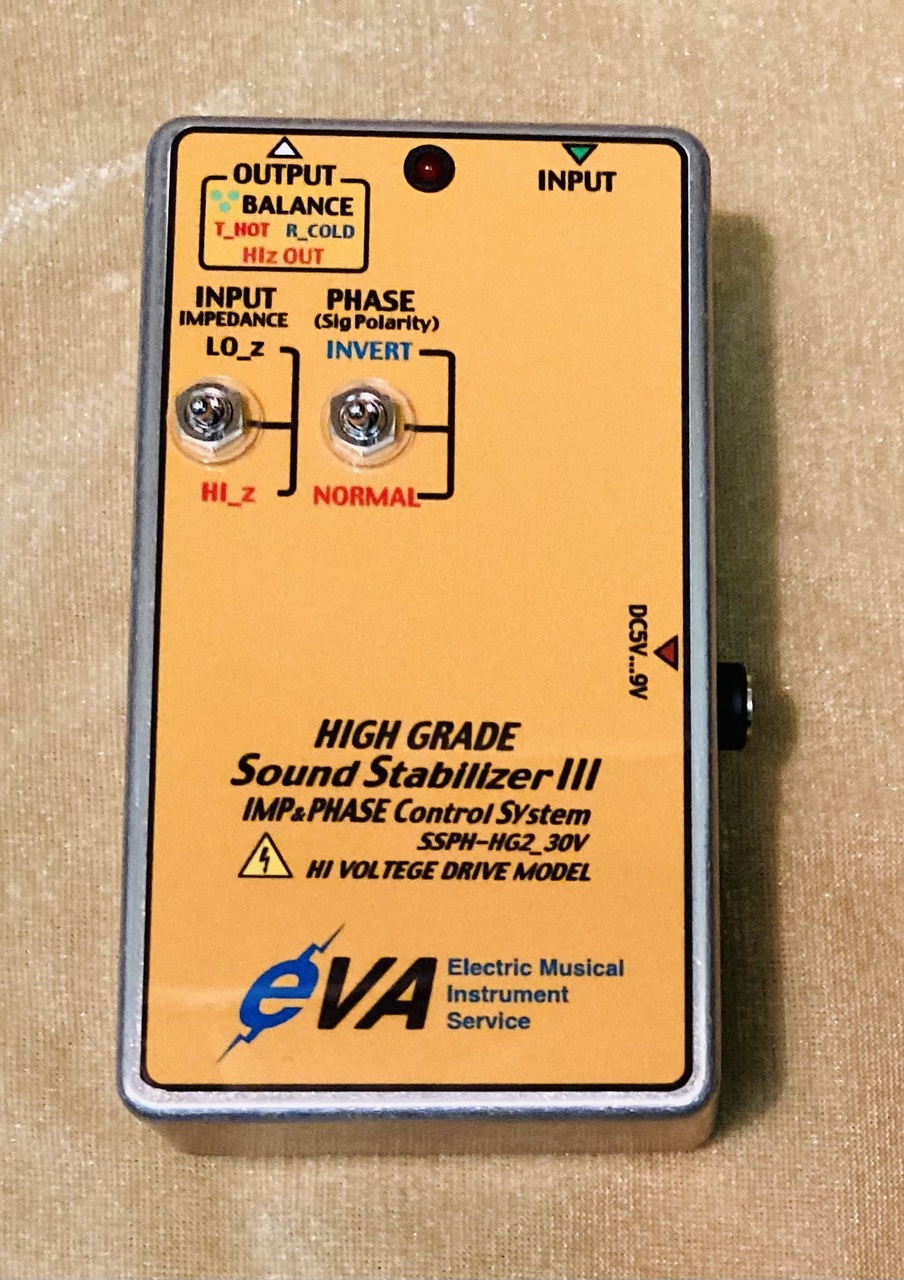 OUTPUT
BALANCE
T_HOT R_COLD
HIz OUT
INPUT
INPUT
IMPEDANCE
LO_z
HI_z
PHASE
(Sig Polarity)
INVERT
NORMAL
DC5V...9V
HIGH GRADE
Sound Stabilizer III
IMP&PHASE Control SYstem
SSPH-HG2_30V
HI VOLTEGE DRIVE MODEL
eVA
Electric Musical
Instrument
Service